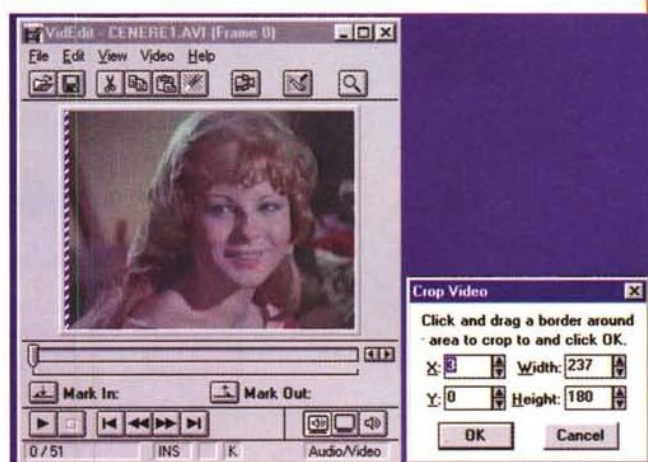 VidEdit - CENERE1.AVI (Frame 0)
File Edit View Video Help
Mark In:
Mark Out:
0 / 51
INS
K
Audio/Video
Crop Video
Click and drag a border around
area to crop to and click OK.
X: 3
Width: 237
Y: 0
Height: 180
OK
Cancel